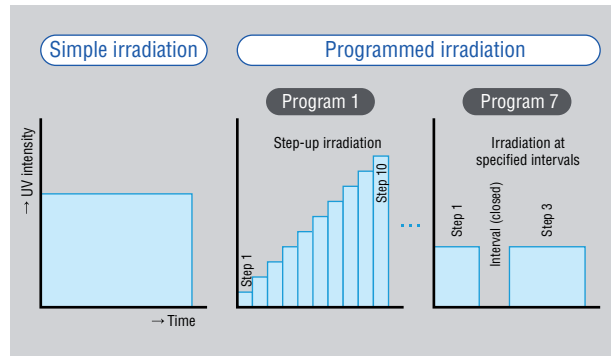 Simple irradiation
Programmed irradiation
Program 1
Program 7
→ UV intensity
→ Time
Step-up irradiation
Step 1
Step 10
...
Irradiation at
specified intervals
Step 1
Interval (closed)
Step 3